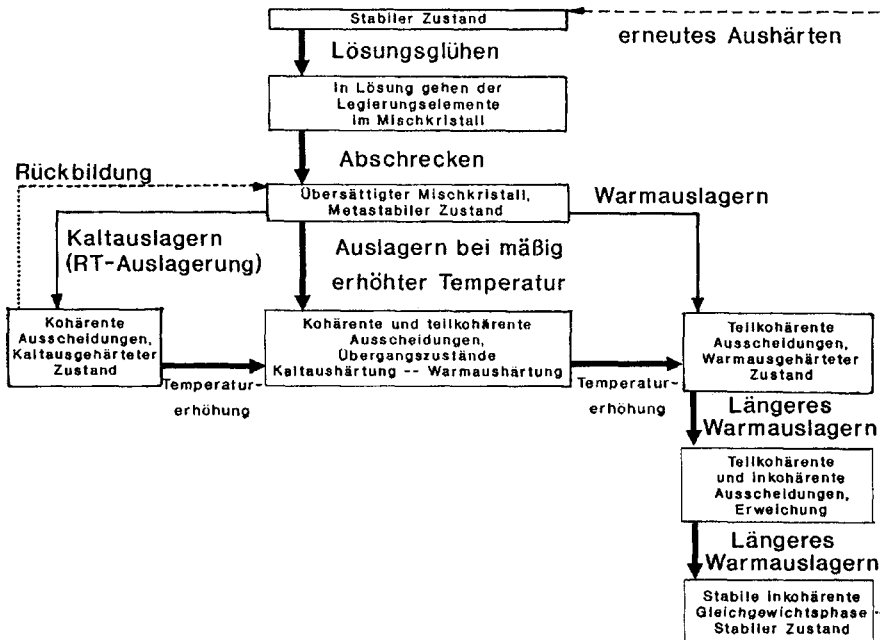 Stabiler Zustand
erneutes Aushärten
Lösungsglühen
In Lösung gehen der
Legierungselemente
im Mischkristall
Abschrecken
Rückbildung
Übersättigter Mischkristall,
Metastabiler Zustand
Warmauslagern
Kaltauslagern
(RT-Auslagerung)
Auslagern bei mäßig
erhöhter Temperatur
Kohärente
Ausscheidungen,
Kaltausgehärteter
Zustand
Temperatur-
erhöhung
Kohärente und teilkohärente
Ausscheidungen,
Übergangszustände
Kaltaushärtung -- Warmaushärtung
Temperatur-
erhöhung
Teilkohärente
Ausscheidungen,
Warmausgehärteter
Zustand
Längeres
Warmauslagern
Teilkohärente
und inkohärente
Ausscheidungen,
Erweichung
Längeres
Warmauslagern
Stabile inkohärente
Gleichgewichtsphase
Stabiler Zustand